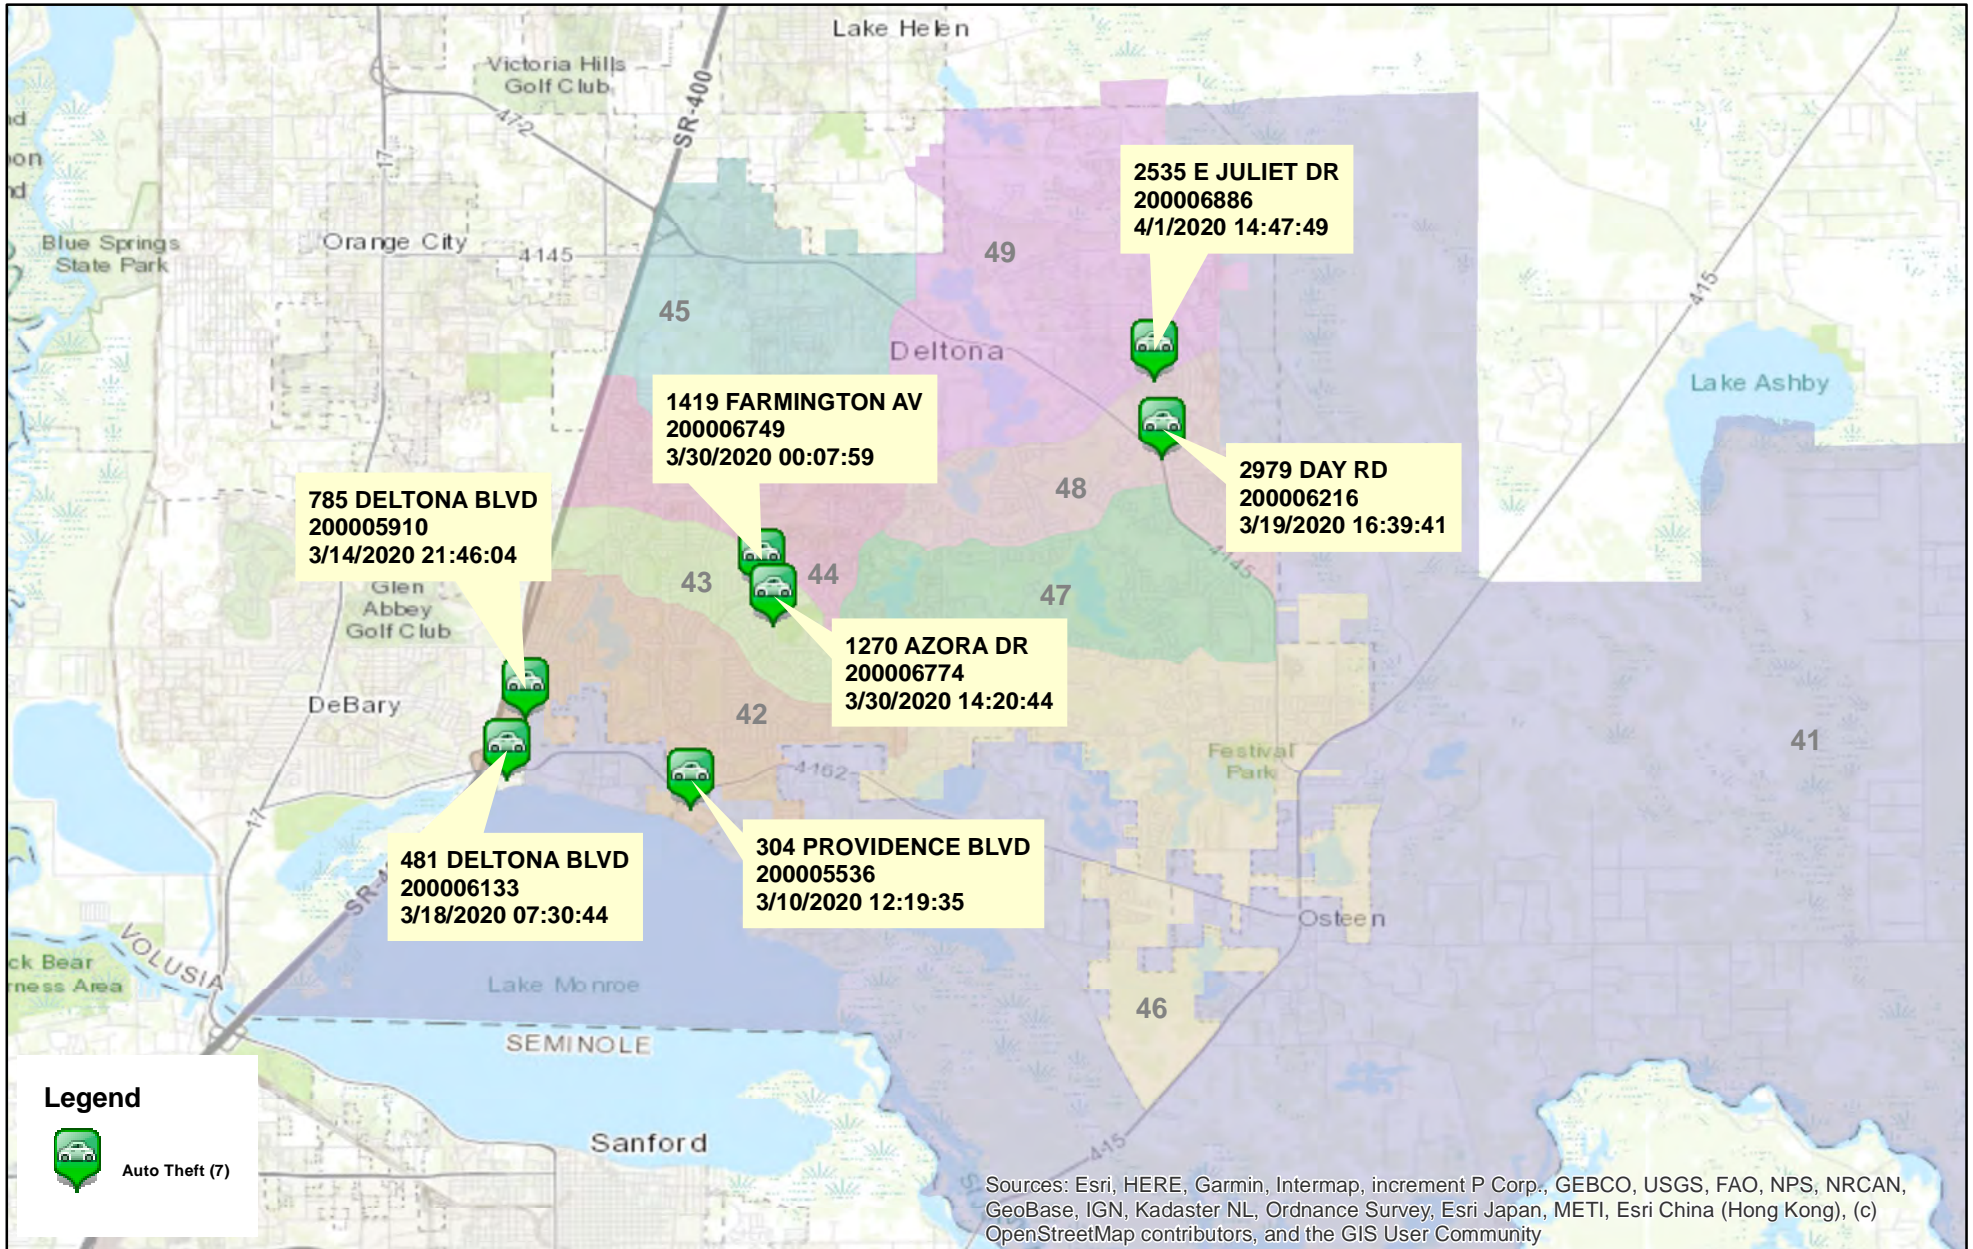 Lake Helen
Victoria Hills
Golf Club
SR-400
472
17
Blue Springs
State Park
Orange City
4145
45
49
2535 E JULIET DR
200006886
4/1/2020 14:47:49
415
Deltona
Lake Ashby
1419 FARMINGTON AV
200006749
3/30/2020 00:07:59
785 DELTONA BLVD
200005910
3/14/2020 21:46:04
48
2979 DAY RD
200006216
3/19/2020 16:39:41
4145
Glen
Abbey
Golf Club
43
44
47
1270 AZORA DR
200006774
3/30/2020 14:20:44
DeBary
42
41
Festival
Park
4162
17
481 DELTONA BLVD
200006133
3/18/2020 07:30:44
304 PROVIDENCE BLVD
200005536
3/10/2020 12:19:35
Osteen
VOLUSIA
ck Bear
rness Area
Lake Monroe
46
SEMINOLE
Sanford
415
Legend
Auto Theft (7)
Sources: Esri, HERE, Garmin, Intermap, increment P Corp., GEBCO, USGS, FAO, NPS, NRCAN,
GeoBase, IGN, Kadaster NL, Ordnance Survey, Esri Japan, METI, Esri China (Hong Kong), (c)
OpenStreetMap contributors, and the GIS User Community